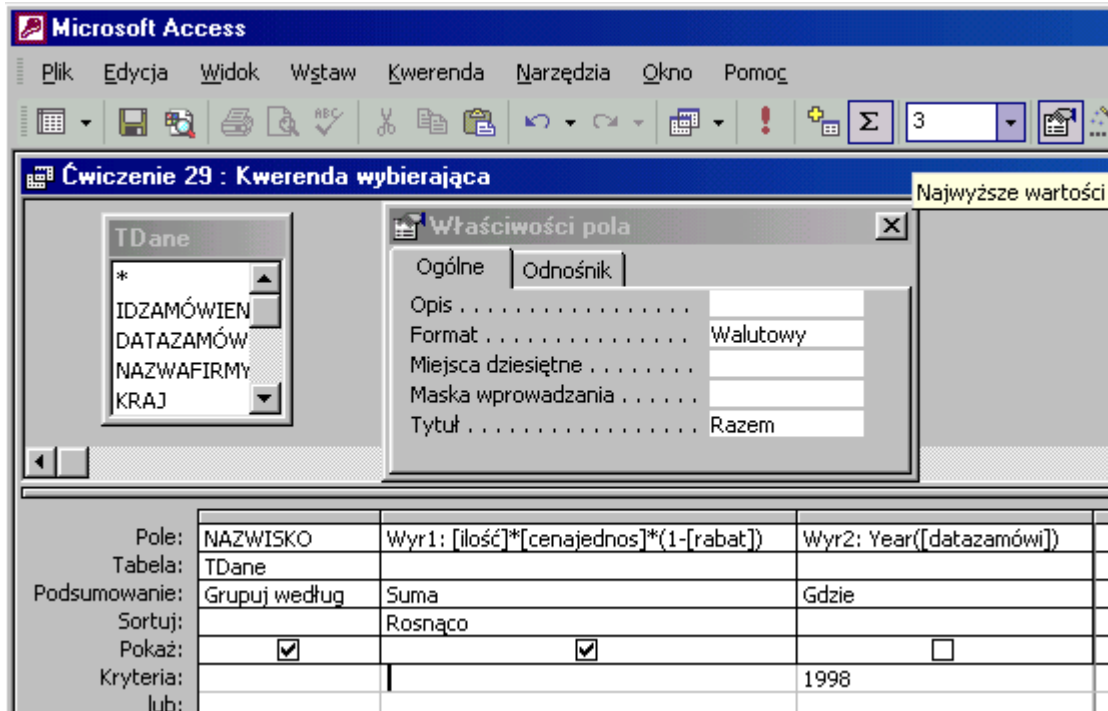 Microsoft Access
Plik Edycja Widok Wstaw Kwerenda Narzędzia Okno Pomoc
ABC Σ 3
Ćwiczenie 29 : Kwerenda wybierająca
Najwyższe wartości
TDane
*
IDZAMÓWIEN
DATAZAMÓW
NAZWAFIRMY
KRAJ
Właściwości pola
Ogólne Odnośnik
Opis . . . . . . . . . . . . . . . . . .
Format . . . . . . . . . . . . . . . . Walutowy
Miejsca dziesiętne . . . . . . . .
Maska wprowadzania . . . . . .
Tytuł . . . . . . . . . . . . . . . . . . Razem
Pole: NAZWISKO Wyr1: [ilość]*[cenajednos]*(1-[rabat]) Wyr2: Year([datazamówi])
Tabela: TDane
Podsumowanie: Grupuj według Suma Gdzie
Sortuj: Rosnąco
Pokaż:
Kryteria: 1998
lub: